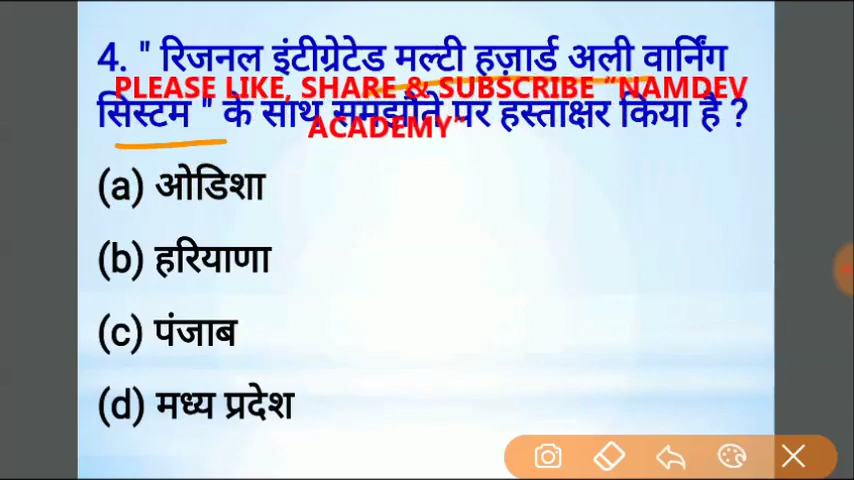 4. " रिजनल इंटीग्रेटेड मल्टी हज़ार्ड अली वार्निंग
PLEASE LIKE, SHARE & SUBSCRIBE “NAMDEV
सिस्टम " के साथ समझौते पर हस्ताक्षर किया है ?
ACADEMY”
(a) ओडिशा
(b) हरियाणा
(c) पंजाब
(d) मध्य प्रदेश